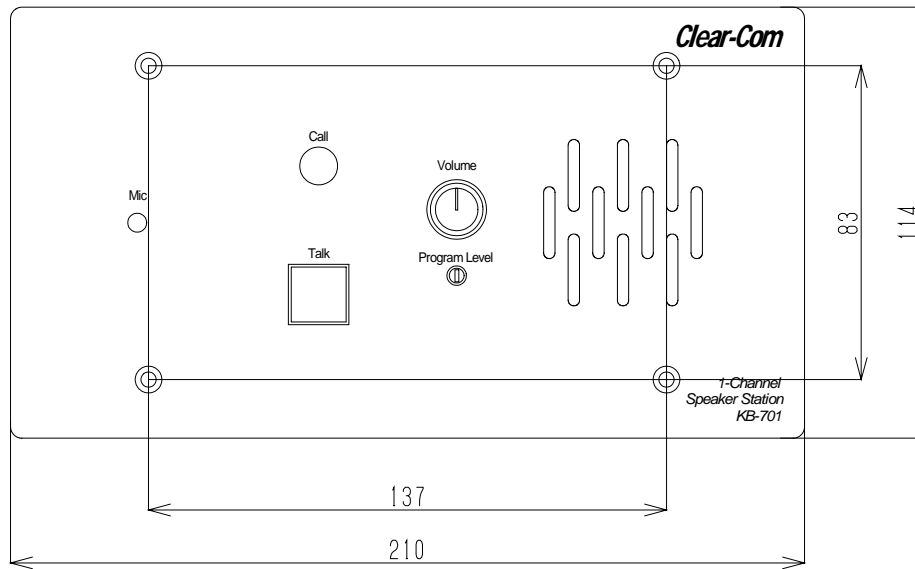 Clear-Com
Call
Volume
Mic
Talk
Program Level
83
114
1-Channel
Speaker Station
KB-701
137
210